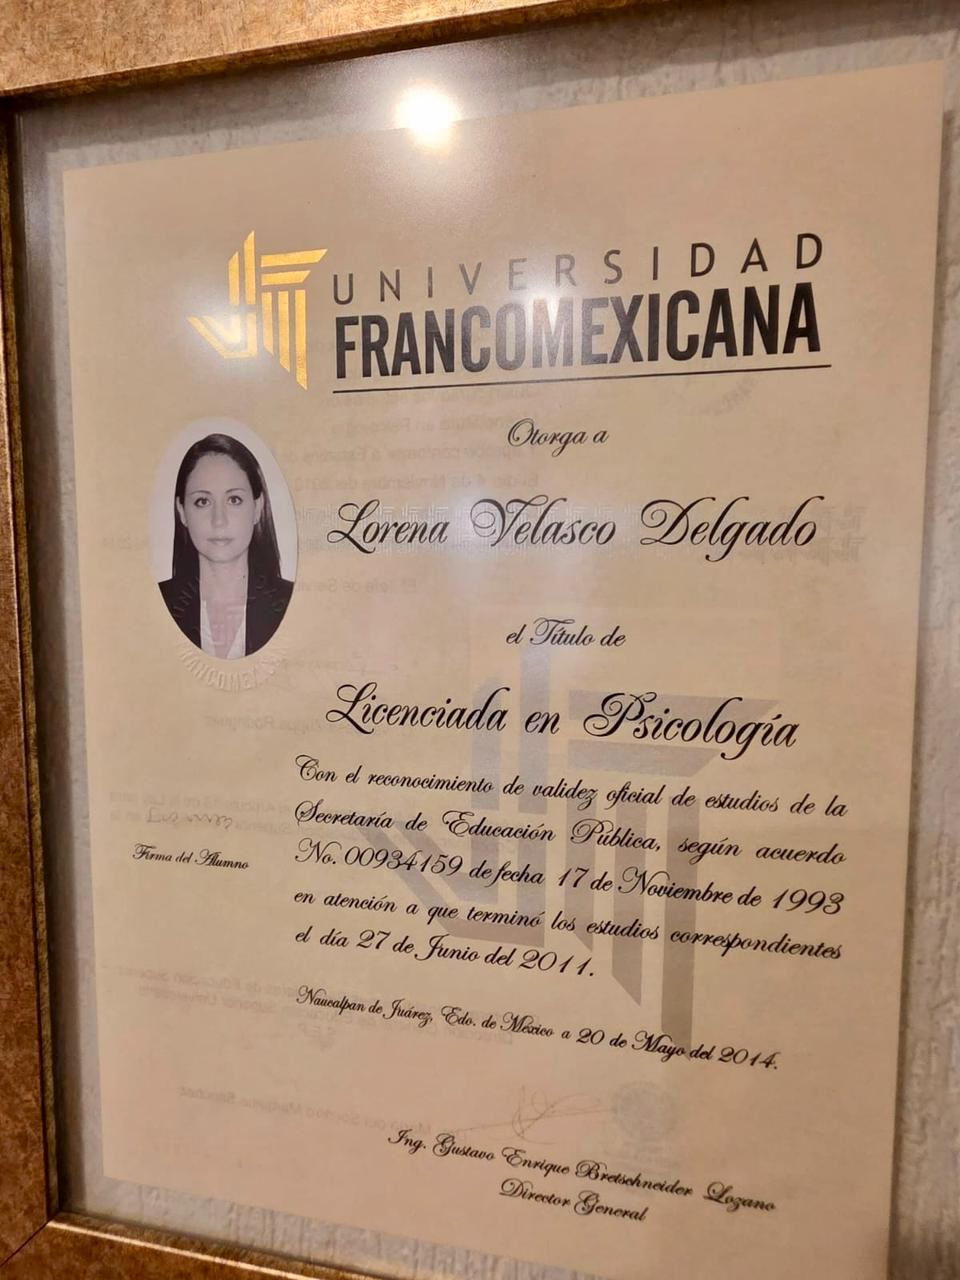 UNIVERSIDAD
FRANCOMEXICANA
Otorga a
Lorena Velasco Delgado
el Título de
Licenciada en Psicología
Con el reconocimiento de validez oficial de estudios de la
Secretaría de Educación Pública, según acuerdo
No. 00934159 de fecha 17 de Noviembre de 1993
en atención a que terminó los estudios correspondientes
el día 27 de Junio del 2011.
Firma del Alumno
Naucalpan de Juárez, Edo. de México a 20 de Mayo del 2014.
Ing. Gustavo Enrique Bretschneider Lozano
Director General